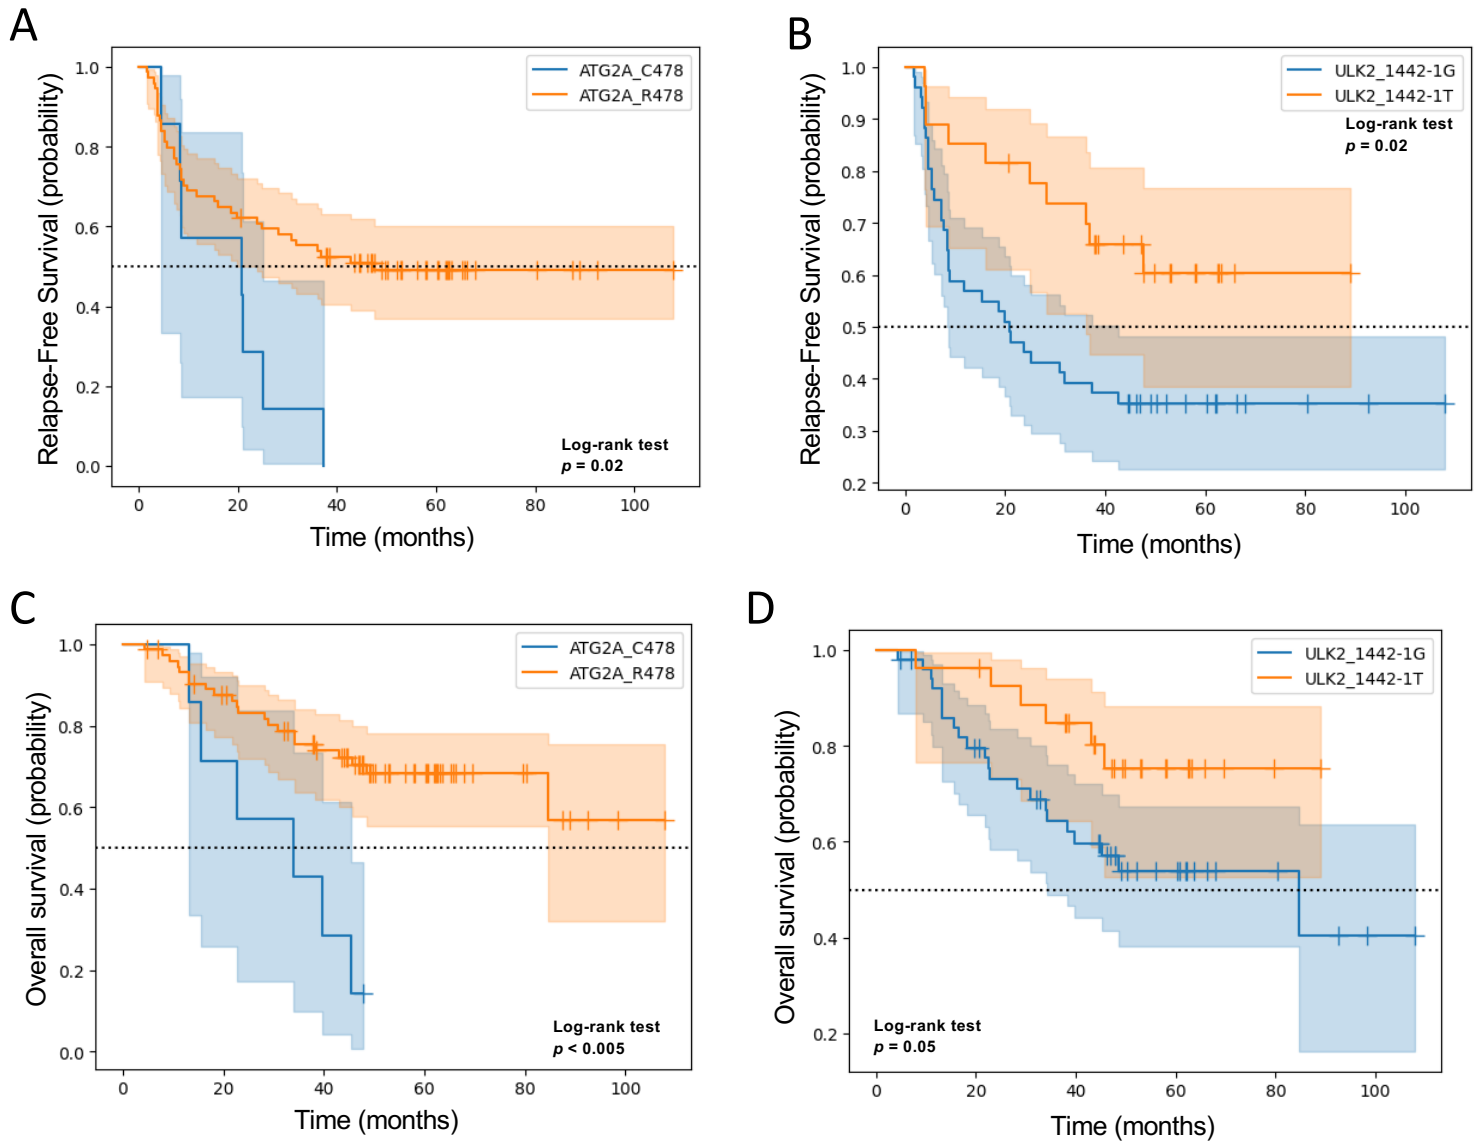 A
Relapse-Free Survival (probability)
1.0
0.8
0.6
0.4
0.2
0.0
ATG2A_C478
ATG2A_R478
Log-rank test
p = 0.02
0 20 40 60 80 100
Time (months)
B
Relapse-Free Survival (probability)
1.0
0.9
0.8
0.7
0.6
0.5
0.4
0.3
0.2
ULK2_1442-1G
ULK2_1442-1T
Log-rank test
p = 0.02
0 20 40 60 80 100
Time (months)
C
Overall survival (probability)
1.0
0.8
0.6
0.4
0.2
0.0
ATG2A_C478
ATG2A_R478
Log-rank test
p < 0.005
0 20 40 60 80 100
Time (months)
D
Overall survival (probability)
1.0
0.8
0.6
0.4
0.2
ULK2_1442-1G
ULK2_1442-1T
Log-rank test
p = 0.05
0 20 40 60 80 100
Time (months)